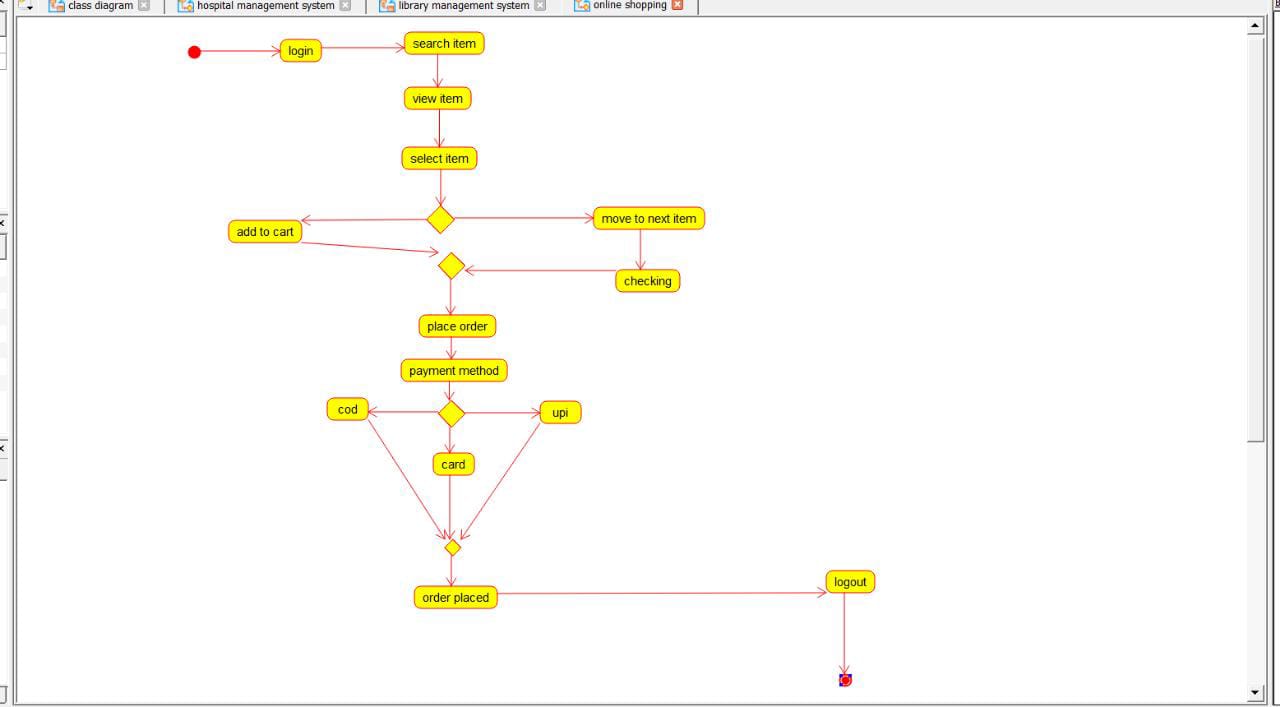 class diagram
hospital management system
library management system
online shopping
login
search item
view item
select item
add to cart
move to next item
checking
place order
payment method
cod
upi
card
order placed
logout